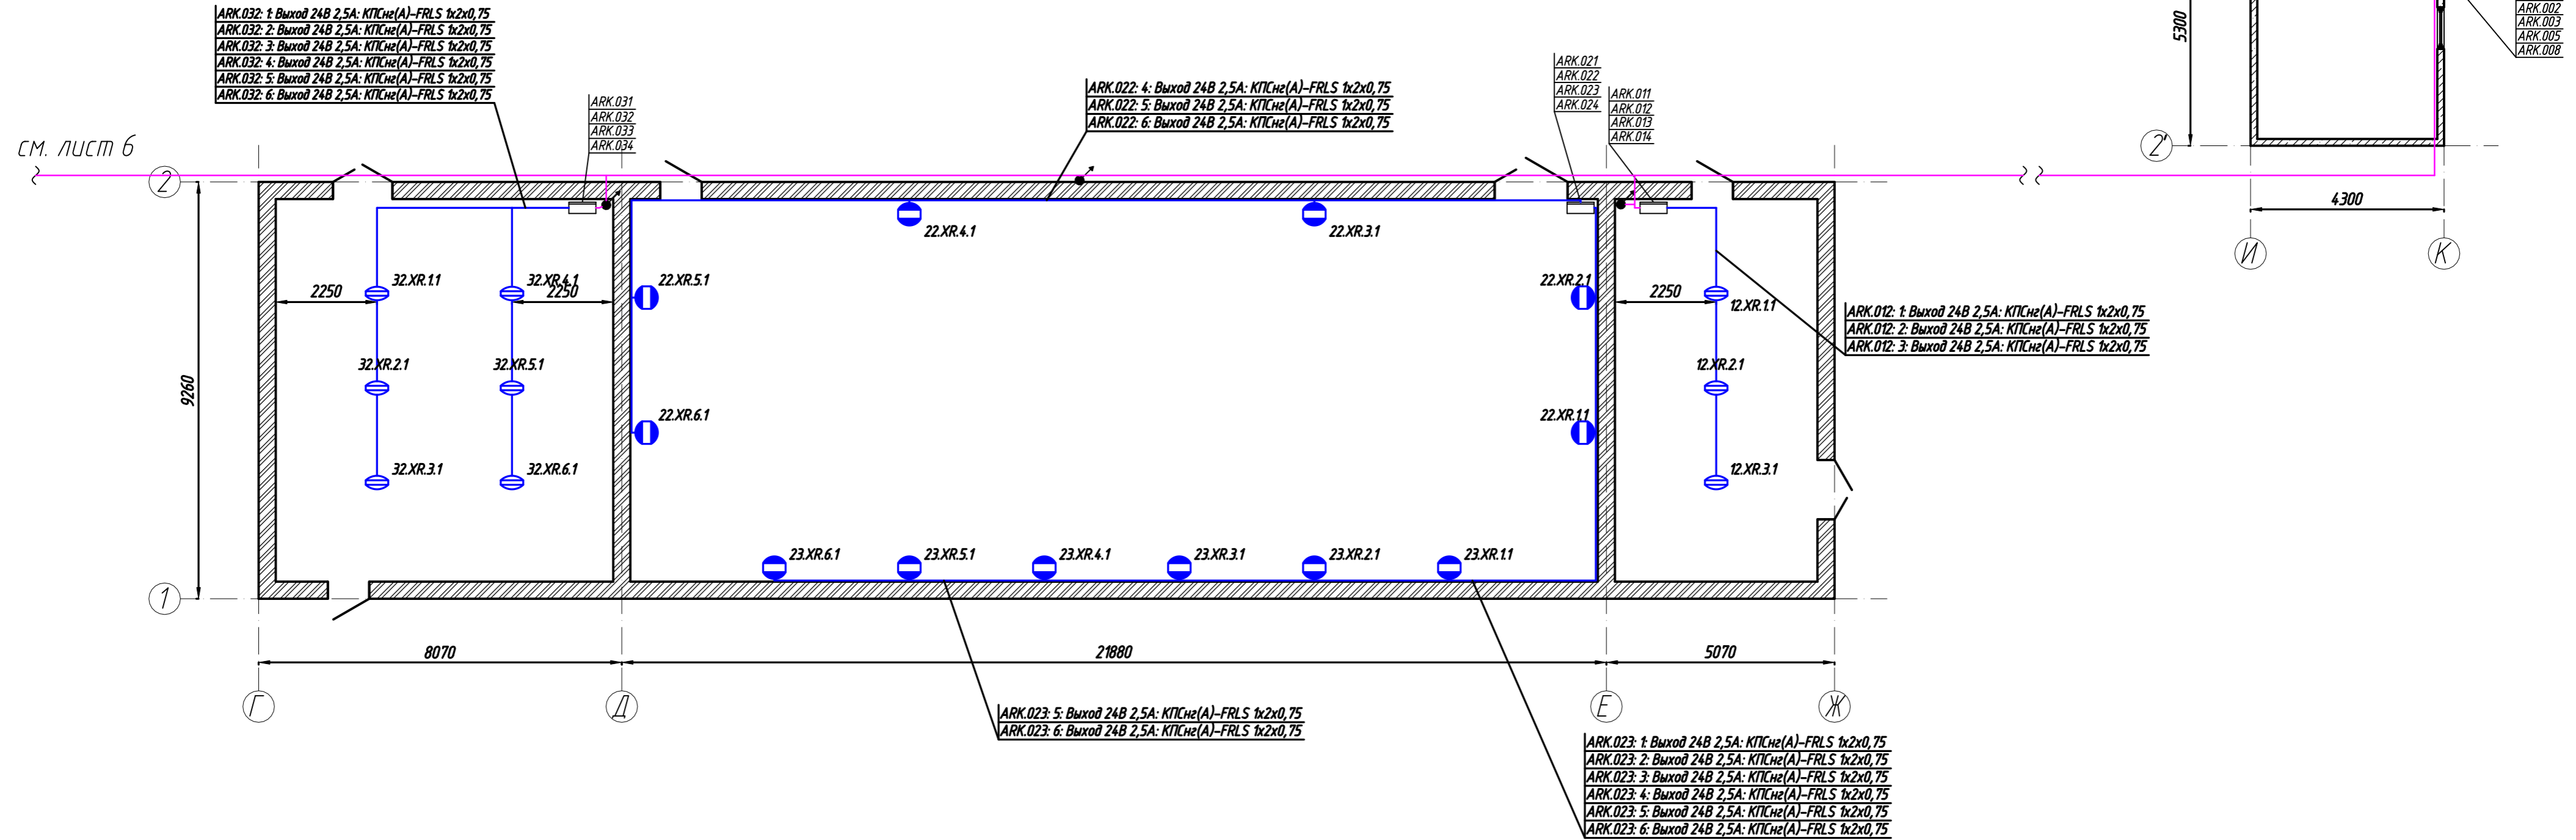 ARK.032: 1: Выход 24В 2,5А: КПСнг(А)-FRLS 1х2х0,75
ARK.032: 2: Выход 24В 2,5А: КПСнг(А)-FRLS 1х2х0,75
ARK.032: 3: Выход 24В 2,5А: КПСнг(А)-FRLS 1х2х0,75
ARK.032: 4: Выход 24В 2,5А: КПСнг(А)-FRLS 1х2х0,75
ARK.032: 5: Выход 24В 2,5А: КПСнг(А)-FRLS 1х2х0,75
ARK.032: 6: Выход 24В 2,5А: КПСнг(А)-FRLS 1х2х0,75
ARK.031
ARK.032
ARK.033
ARK.034
ARK.022: 4: Выход 24В 2,5А: КПСнг(А)-FRLS 1х2х0,75
ARK.022: 5: Выход 24В 2,5А: КПСнг(А)-FRLS 1х2х0,75
ARK.022: 6: Выход 24В 2,5А: КПСнг(А)-FRLS 1х2х0,75
ARK.021
ARK.022
ARK.023
ARK.024
ARK.011
ARK.012
ARK.013
ARK.014
5300
ARK.002
ARK.003
ARK.005
ARK.008
см. лист 6
2
2'
4300
И
К
22.XR.4.1
22.XR.3.1
32.XR.1.1
32.XR.4.1
22.XR.5.1
22.XR.2.1
2250
2250
2250
12.XR.1.1
ARK.012: 1: Выход 24В 2,5А: КПСнг(А)-FRLS 1х2х0,75
ARK.012: 2: Выход 24В 2,5А: КПСнг(А)-FRLS 1х2х0,75
ARK.012: 3: Выход 24В 2,5А: КПСнг(А)-FRLS 1х2х0,75
9260
32.XR.2.1
32.XR.5.1
12.XR.2.1
22.XR.6.1
22.XR.1.1
32.XR.3.1
32.XR.6.1
12.XR.3.1
23.XR.6.1
23.XR.5.1
23.XR.4.1
23.XR.3.1
23.XR.2.1
23.XR.1.1
1
8070
21880
5070
Г
Д
Е
Ж
ARK.023: 5: Выход 24В 2,5А: КПСнг(А)-FRLS 1х2х0,75
ARK.023: 6: Выход 24В 2,5А: КПСнг(А)-FRLS 1х2х0,75
ARK.023: 1: Выход 24В 2,5А: КПСнг(А)-FRLS 1х2х0,75
ARK.023: 2: Выход 24В 2,5А: КПСнг(А)-FRLS 1х2х0,75
ARK.023: 3: Выход 24В 2,5А: КПСнг(А)-FRLS 1х2х0,75
ARK.023: 4: Выход 24В 2,5А: КПСнг(А)-FRLS 1х2х0,75
ARK.023: 5: Выход 24В 2,5А: КПСнг(А)-FRLS 1х2х0,75
ARK.023: 6: Выход 24В 2,5А: КПСнг(А)-FRLS 1х2х0,75